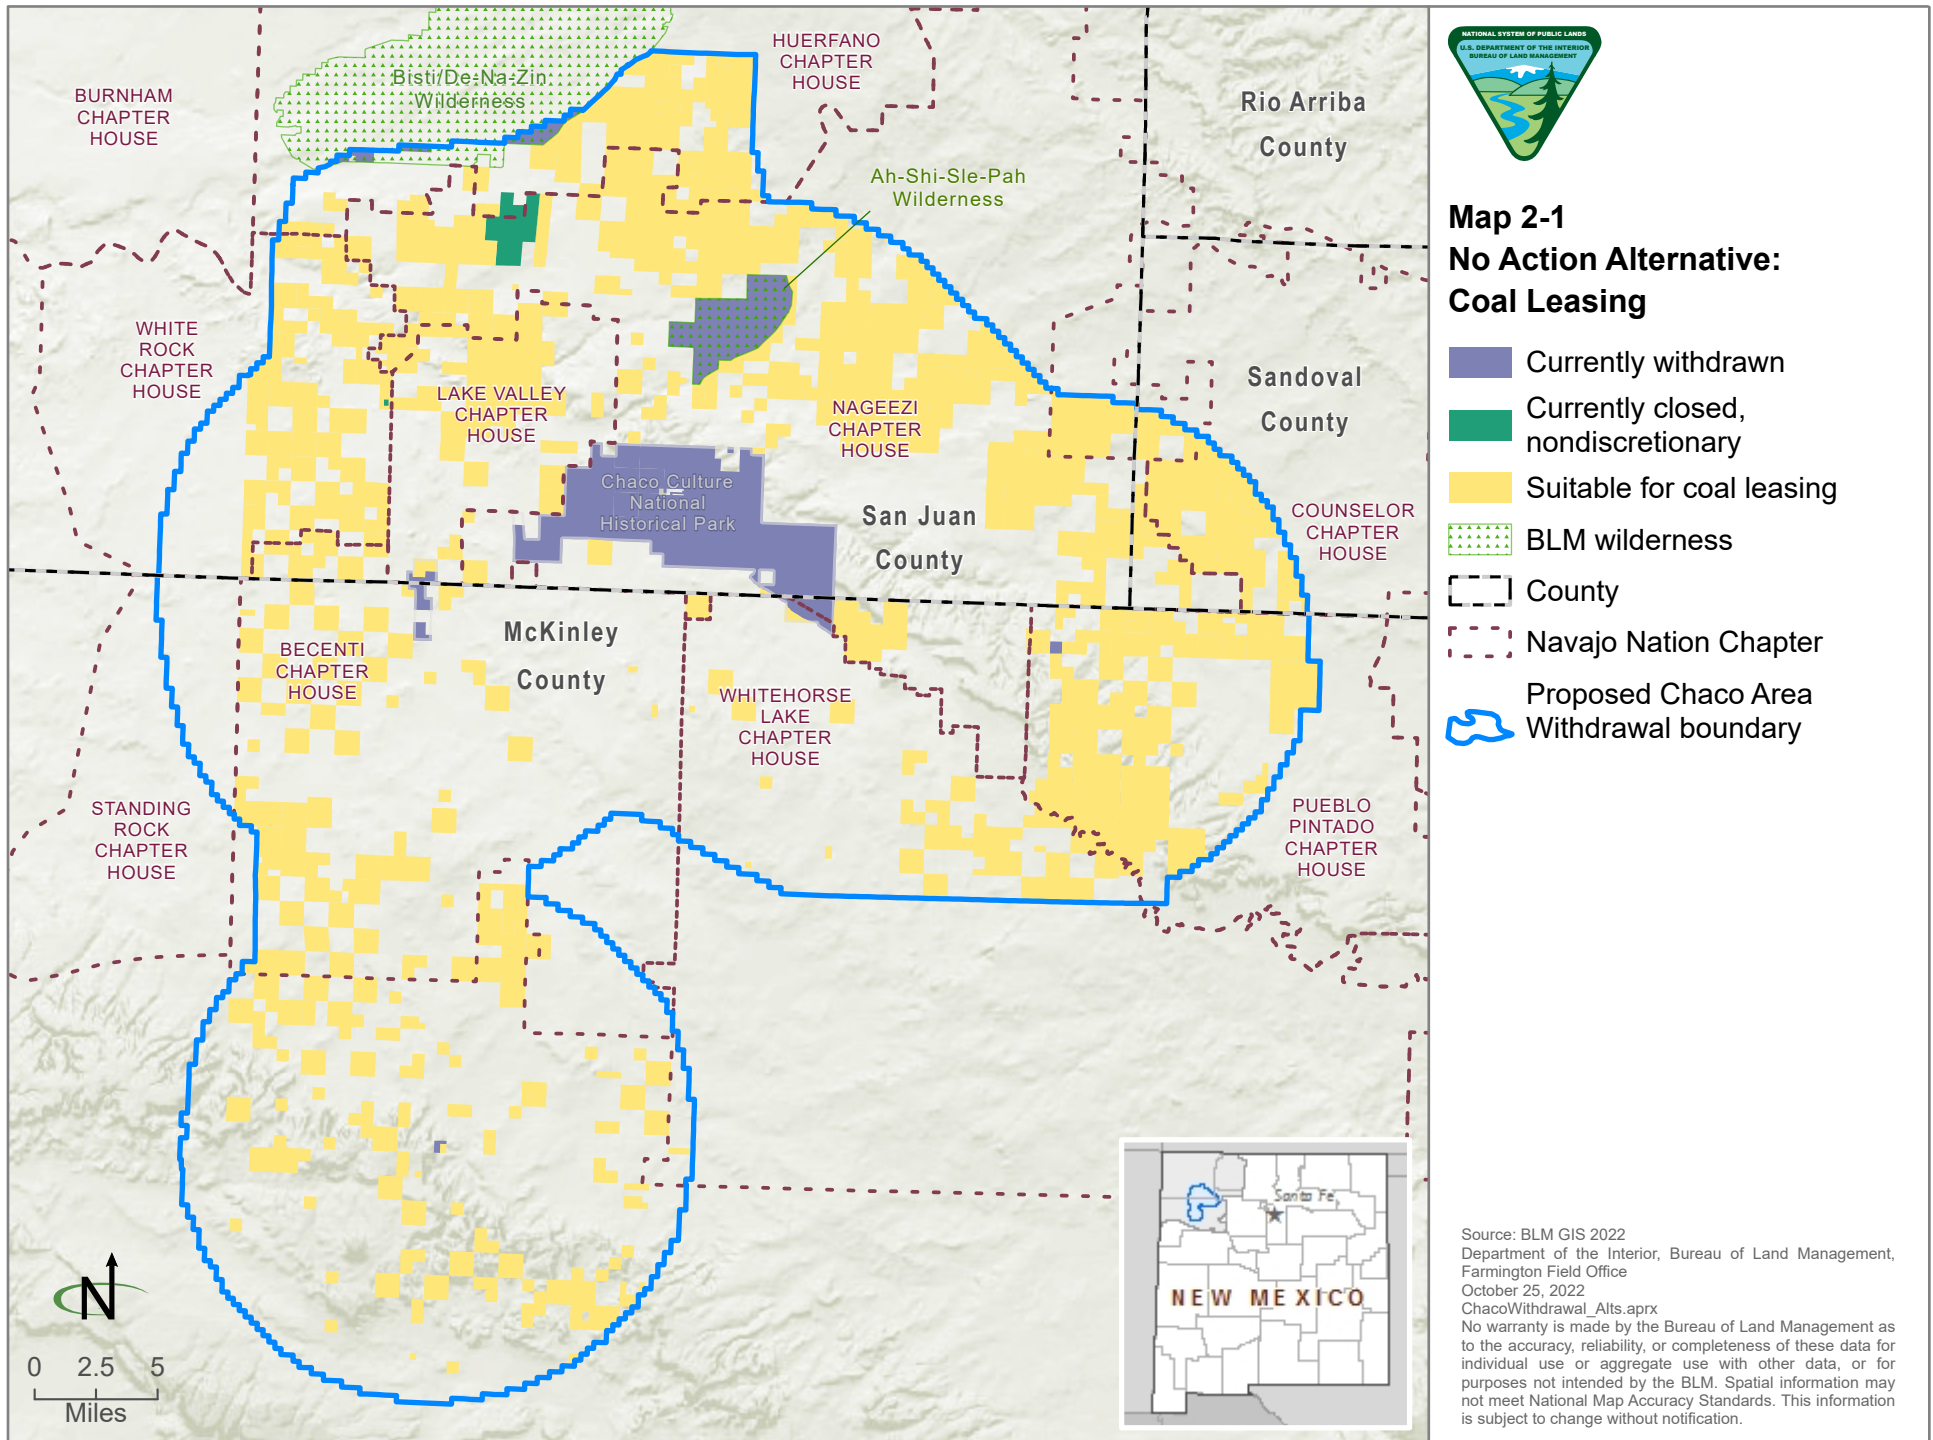 BURNHAM
CHAPTER
HOUSE
Bisti/De-Na-Zin
Wilderness
HUERFANO
CHAPTER
HOUSE
Rio Arriba
County
Ah-Shi-Sle-Pah
Wilderness
WHITE
ROCK
CHAPTER
HOUSE
LAKE VALLEY
CHAPTER
HOUSE
NAGEEZI
CHAPTER
HOUSE
Sandoval
County
Chaco Culture
National
Historical Park
San Juan
County
COUNSELOR
CHAPTER
HOUSE
BECENTI
CHAPTER
HOUSE
McKinley
County
WHITEHORSE
LAKE
CHAPTER
HOUSE
STANDING
ROCK
CHAPTER
HOUSE
PUEBLO
PINTADO
CHAPTER
HOUSE
N
0 2.5 5
Miles
Santa Fe
NEW MEXICO
NATIONAL SYSTEM OF PUBLIC LANDS
U.S. DEPARTMENT OF THE INTERIOR
BUREAU OF LAND MANAGEMENT
Map 2-1
No Action Alternative:
Coal Leasing
Currently withdrawn
Currently closed,
nondiscretionary
Suitable for coal leasing
BLM wilderness
County
Navajo Nation Chapter
Proposed Chaco Area
Withdrawal boundary
Source: BLM GIS 2022
Department of the Interior, Bureau of Land Management,
Farmington Field Office
October 25, 2022
ChacoWithdrawal_Alts.aprx
No warranty is made by the Bureau of Land Management as
to the accuracy, reliability, or completeness of these data for
individual use or aggregate use with other data, or for
purposes not intended by the BLM. Spatial information may
not meet National Map Accuracy Standards. This information
is subject to change without notification.